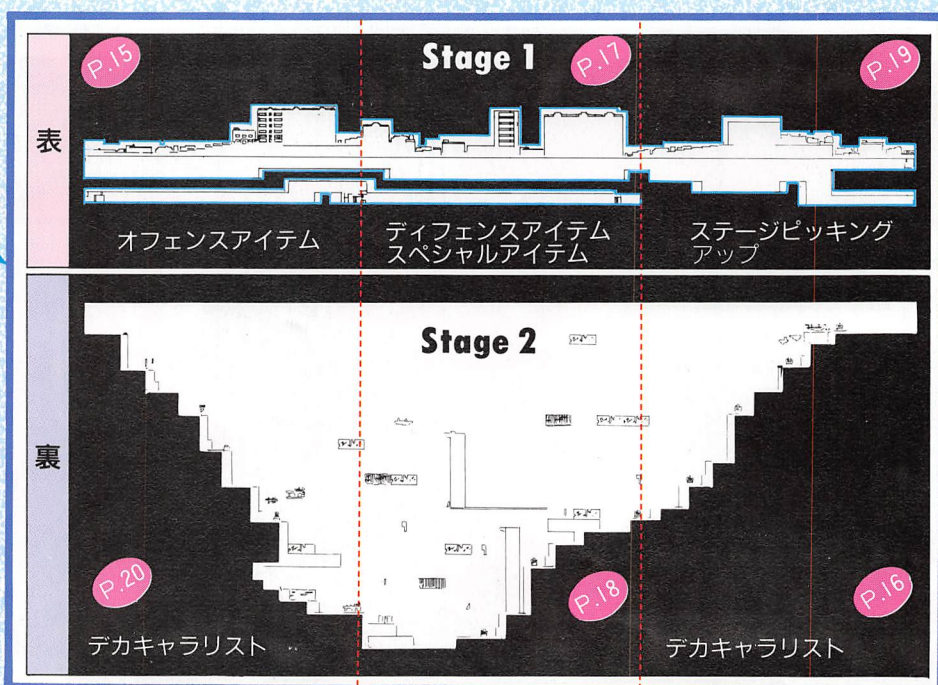 P.15
Stage 1
P.17
P.19
表
オフェンスアイテム
ディフェンスアイテム
スペシャルアイテム
ステージピッキング
アップ
裏
Stage 2
P.20
P.18
P.16
デカキャラリスト
デカキャラリスト